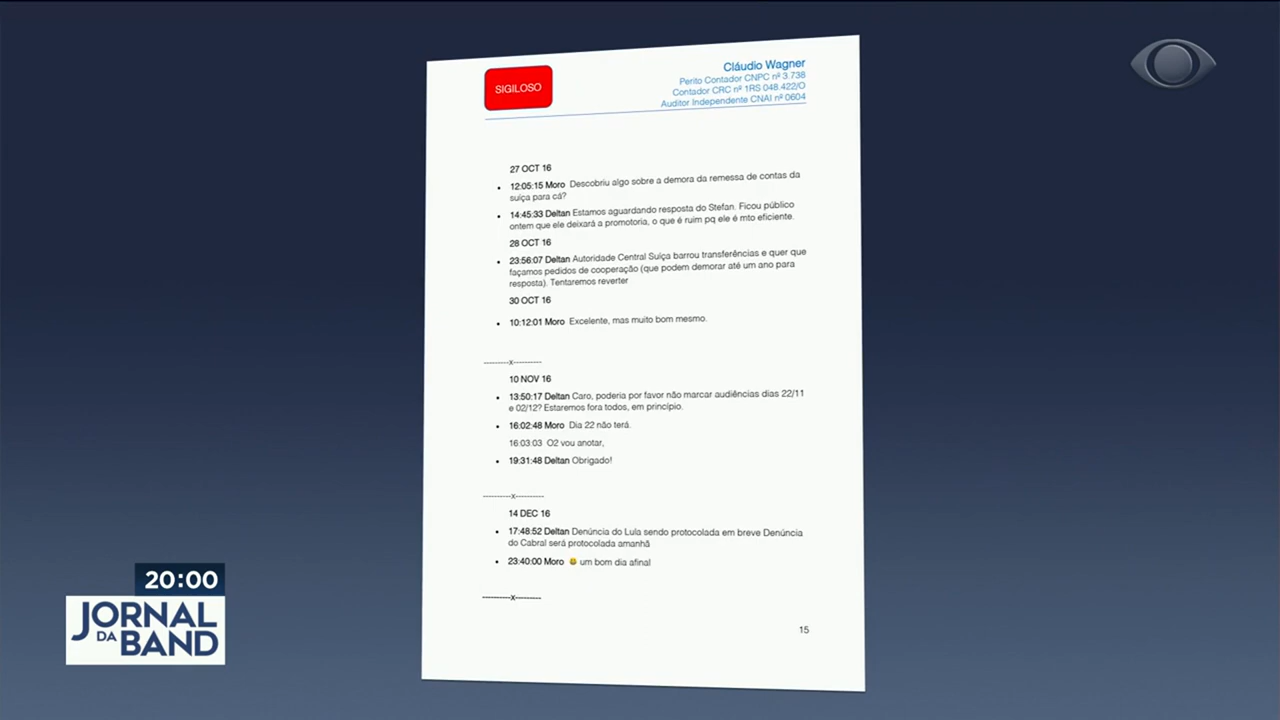 SIGILOSO
Cláudio Wagner
Perito Contador CNPC nº 3.738
Contador CRC nº 1RS 048.422/O
Auditor Independente CNAI nº 0604
27 OCT 16
• 12:05:15 Moro Descobriu algo sobre a demora da remessa de contas da
suíça para cá?
• 14:45:33 Deltan Estamos aguardando resposta do Stefan. Ficou público
ontem que ele deixará a promotoria, o que é ruim pq ele é mto eficiente.
28 OCT 16
• 23:56:07 Deltan Autoridade Central Suíça barrou transferências e quer que
façamos pedidos de cooperação (que podem demorar até um ano para
resposta). Tentaremos reverter
30 OCT 16
• 10:12:01 Moro Excelente, mas muito bom mesmo.
----------x----------
10 NOV 16
• 13:50:17 Deltan Caro, poderia por favor não marcar audiências dias 22/11
e 02/12? Estaremos fora todos, em princípio.
• 16:02:48 Moro Dia 22 não terá.
16:03:03 O2 vou anotar,
• 19:31:48 Deltan Obrigado!
----------x----------
14 DEC 16
• 17:48:52 Deltan Denúncia do Lula sendo protocolada em breve Denúncia
do Cabral será protocolada amanhã
• 23:40:00 Moro 😀 um bom dia afinal
----------x---------
15
20:00
JORNAL
DA BAND